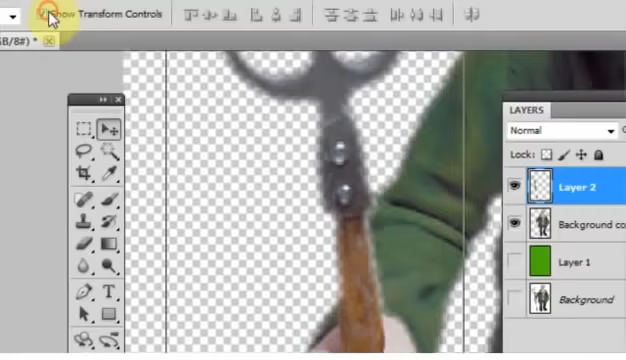 Show Transform Controls
GB/8#) *
LAYERS
Normal
Lock:
Layer 2
Background co
Layer 1
Background